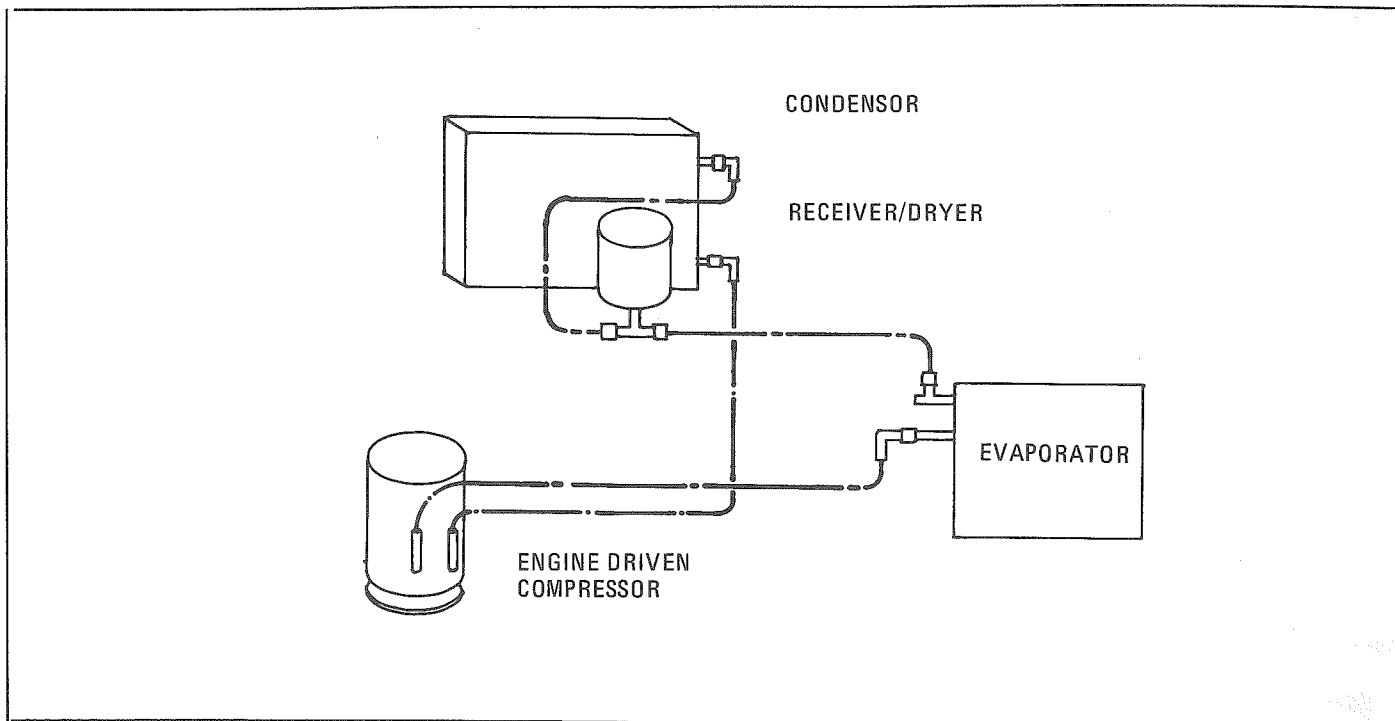 CONDENSOR
RECEIVER/DRYER
EVAPORATOR
ENGINE DRIVEN
COMPRESSOR